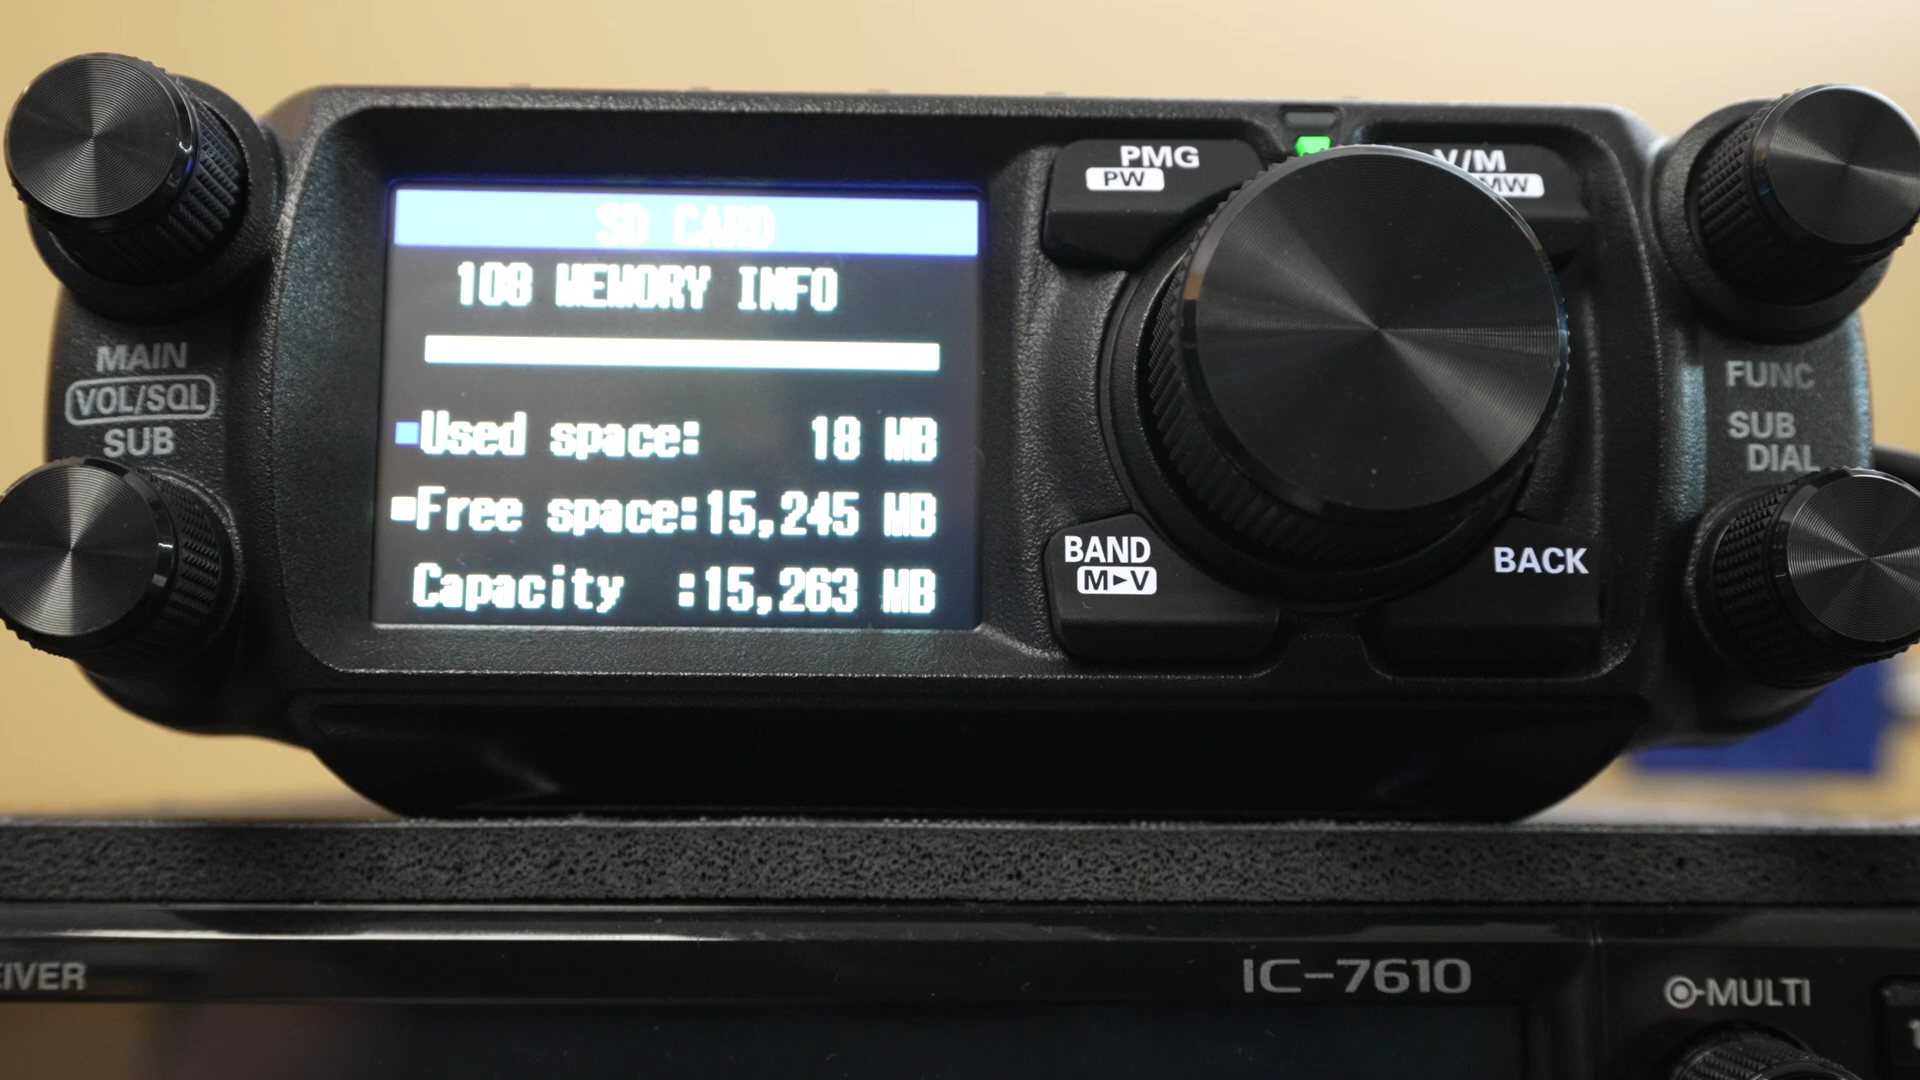 SD CARD
108 MEMORY INFO
Used space: 18 MB
Free space:15,245 MB
Capacity :15,263 MB
MAIN
VOL/SQL
SUB
PMG
PW
V/M
MW
BAND
M►V
BACK
FUNC
SUB
DIAL
IC-7610
MULTI